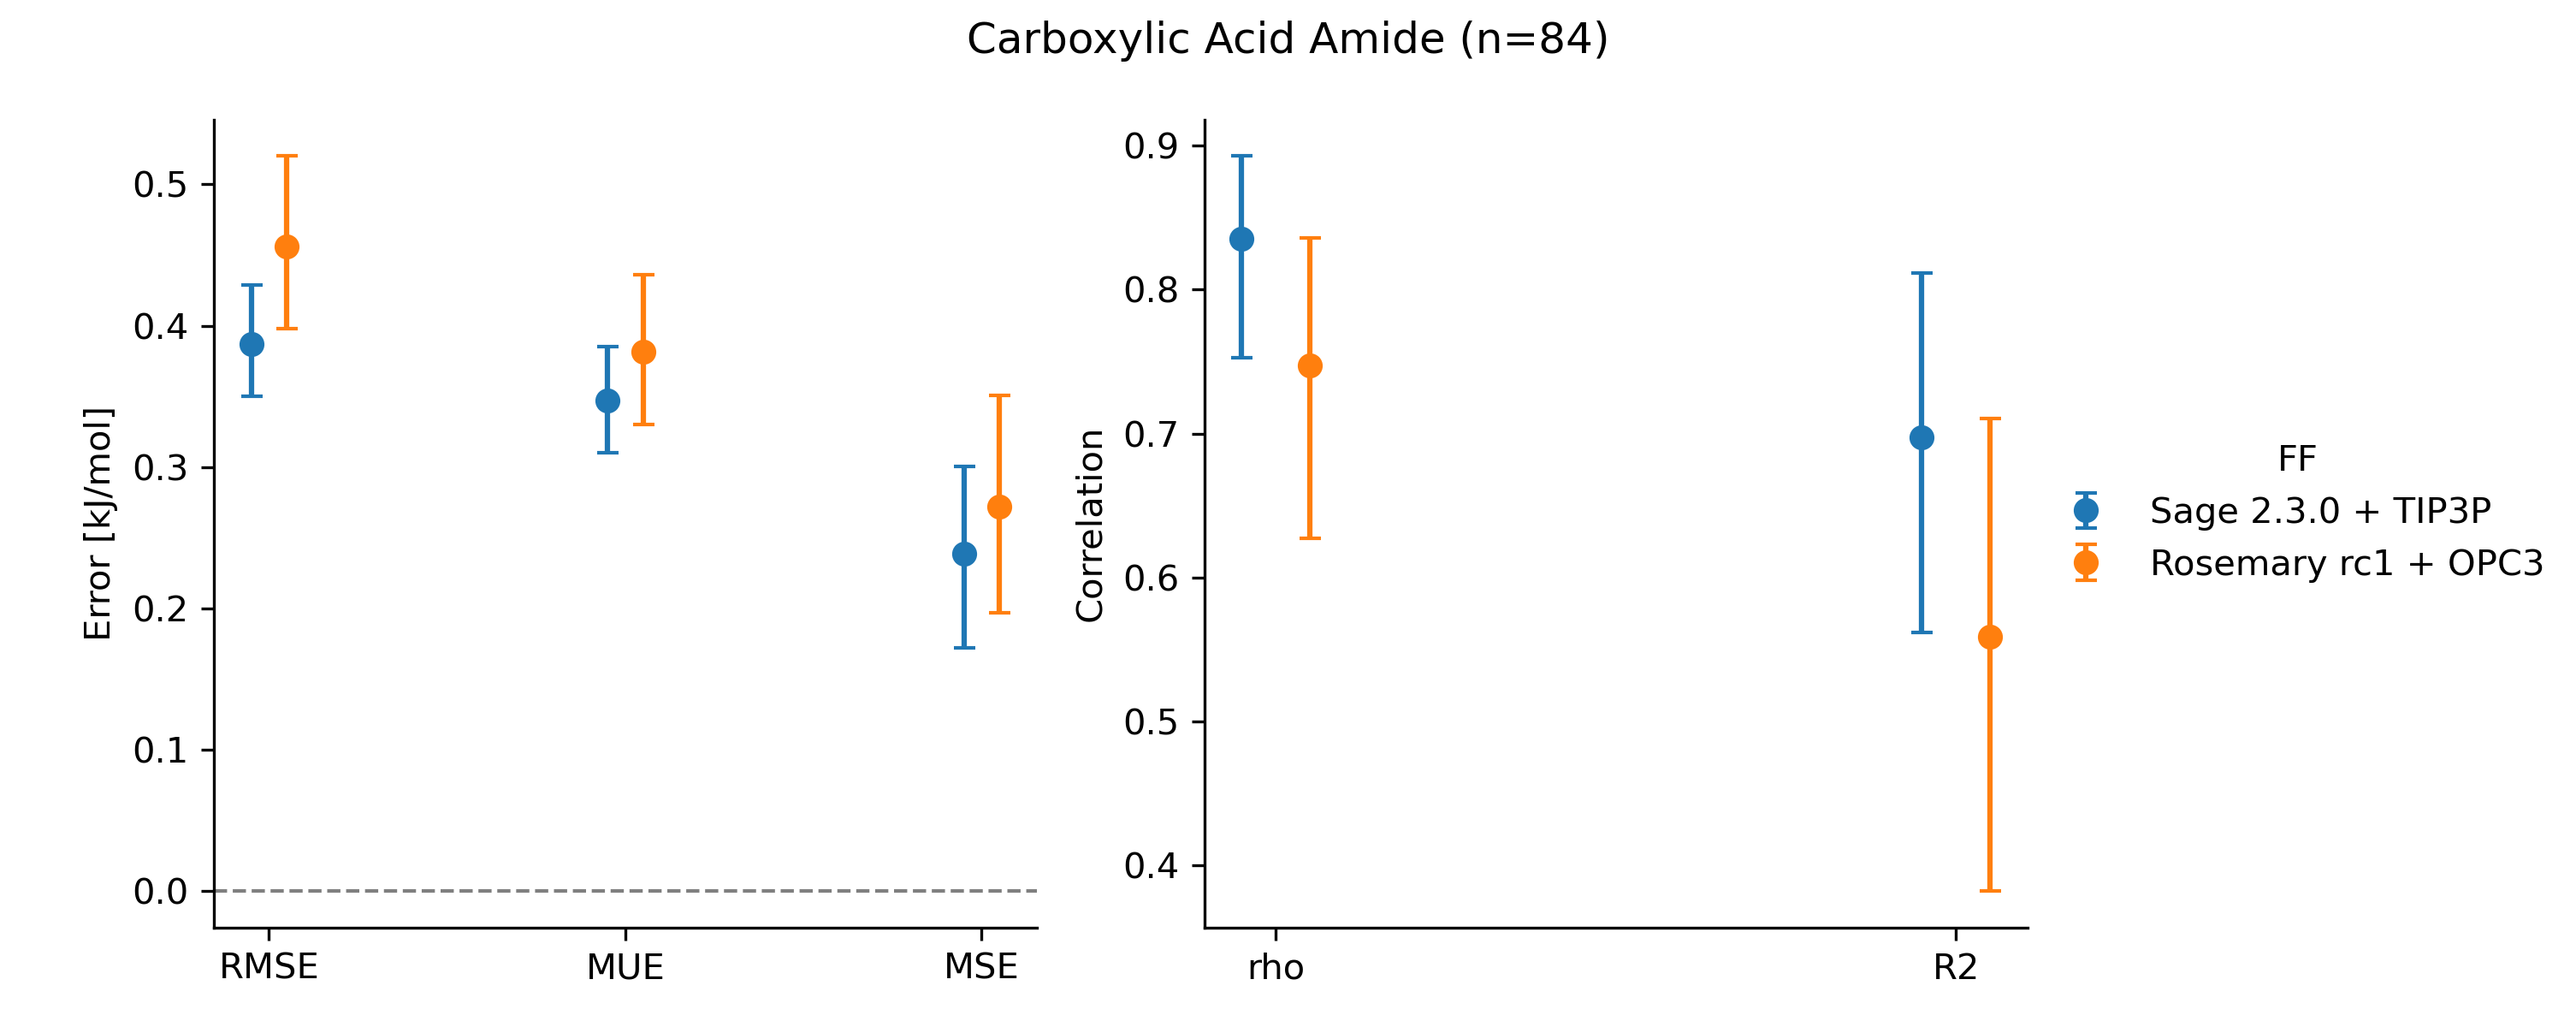 Carboxylic Acid Amide (n=84)
Error [kJ/mol]
0.5
0.4
0.3
0.2
0.1
0.0
RMSE
MUE
MSE
Correlation
0.9
0.8
0.7
0.6
0.5
0.4
rho
R2
FF
Sage 2.3.0 + TIP3P
Rosemary rc1 + OPC3